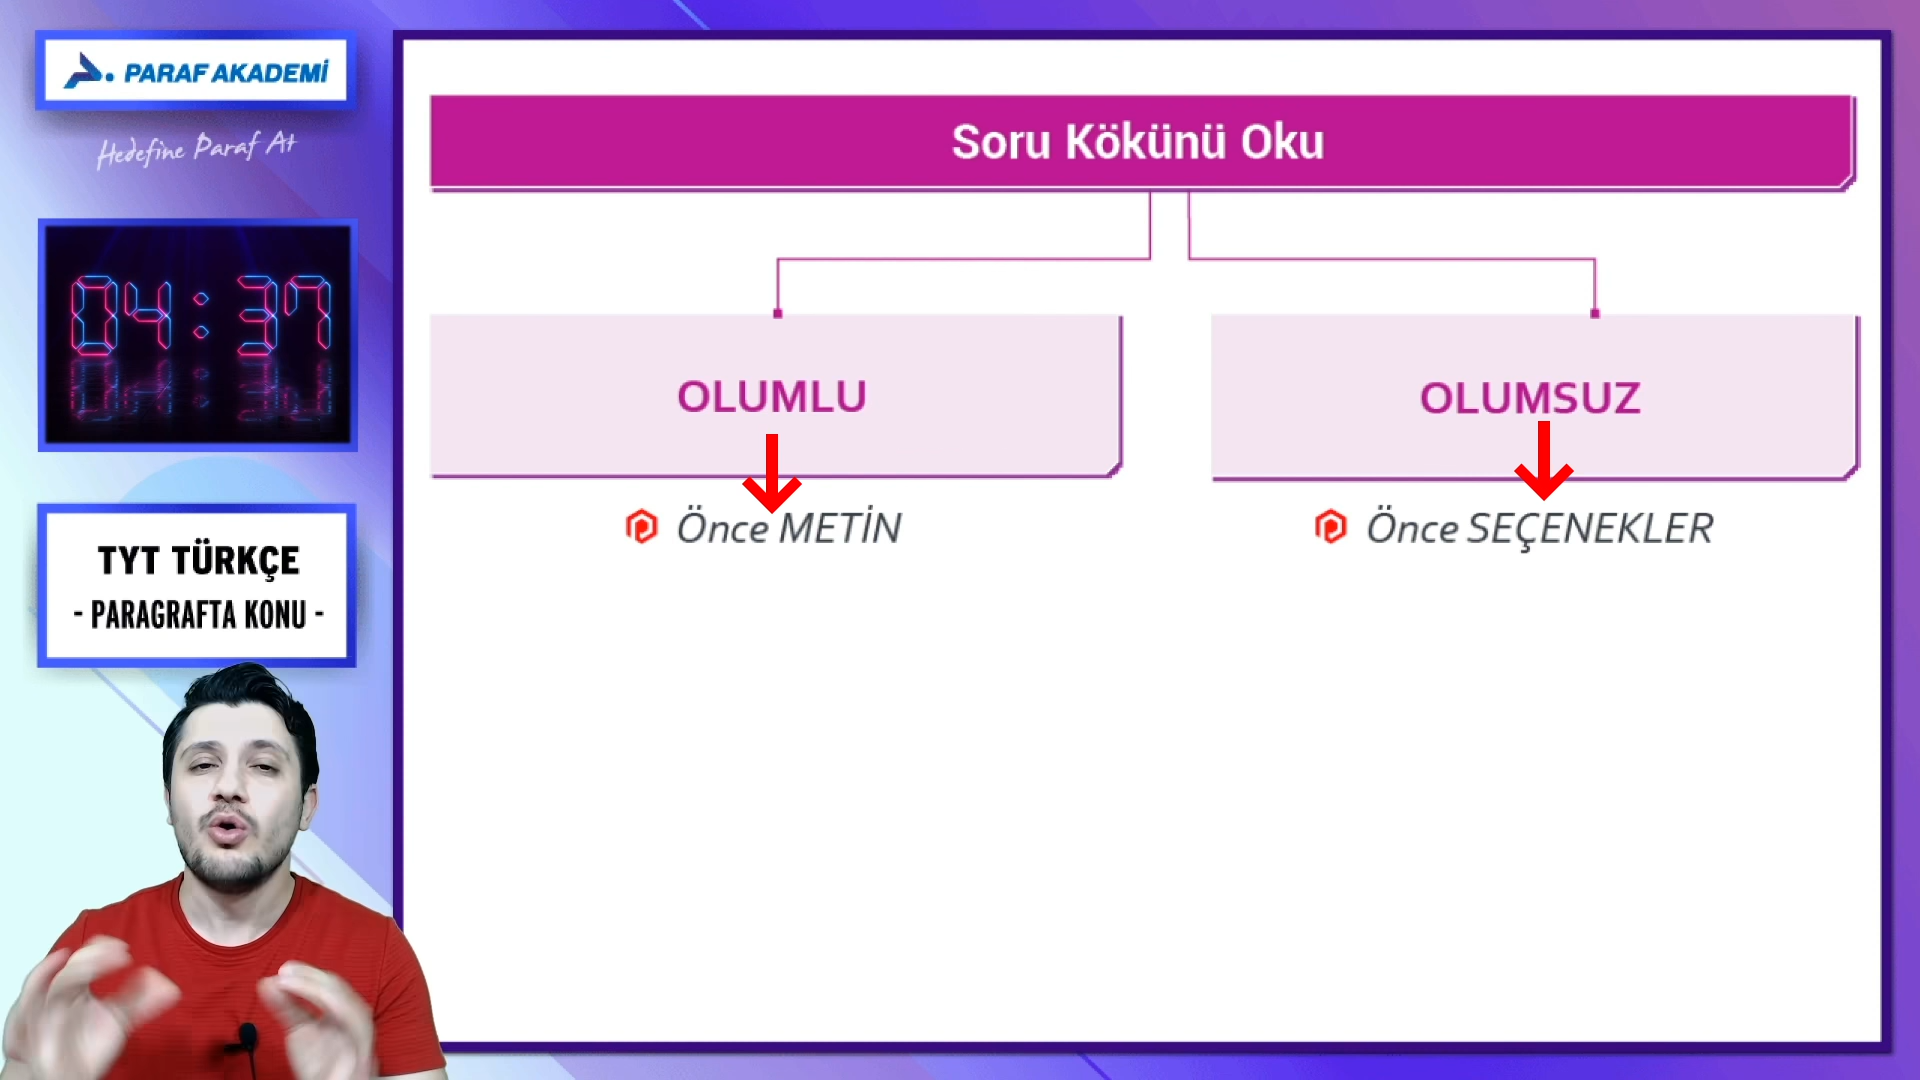 PARAF AKADEMİ
Hedefine Paraf At
04:37
TYT TÜRKÇE
- PARAGRAFTA KONU -
Soru Kökünü Oku
OLUMLU
Önce METİN
OLUMSUZ
Önce SEÇENEKLER